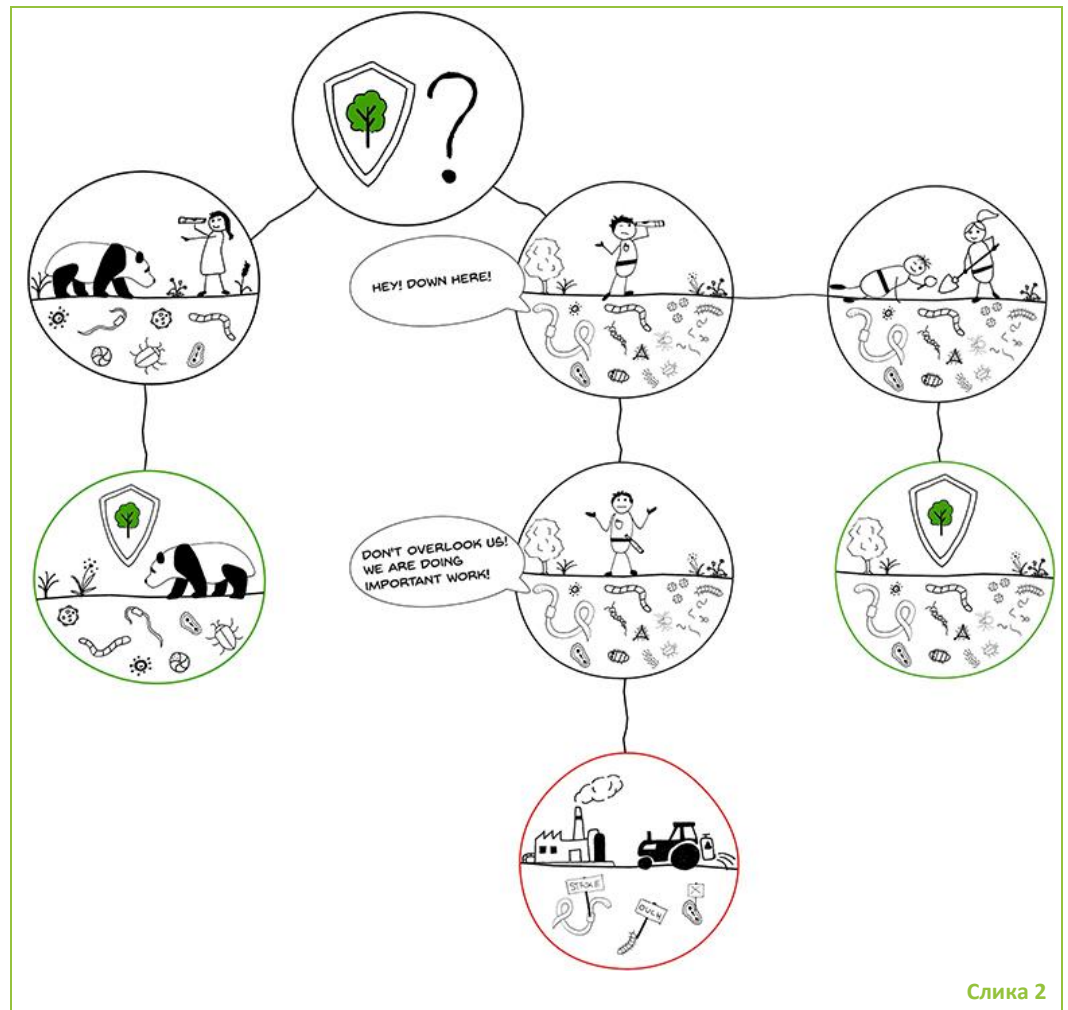 ?
HEY! DOWN HERE!
DON'T OVERLOOK US!
WE ARE DOING
IMPORTANT WORK!
STRIKE
OUCH
X
Слика 2